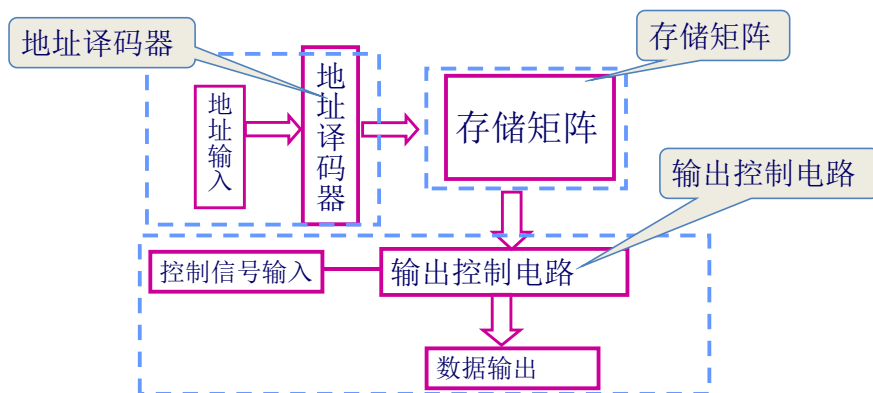 地址译码器
存储矩阵
地址输入
地址译码器
存储矩阵
输出控制电路
控制信号输入
输出控制电路
数据输出